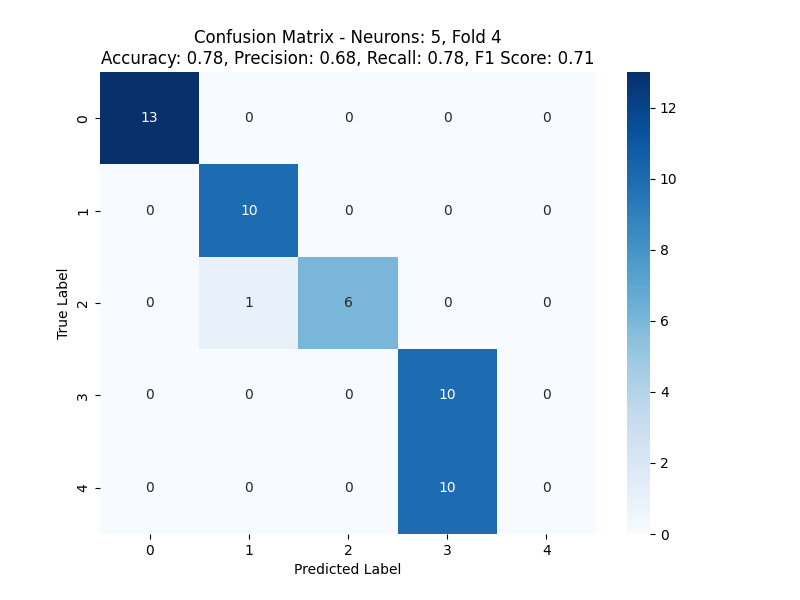 Confusion Matrix - Neurons: 5, Fold 4
Accuracy: 0.78, Precision: 0.68, Recall: 0.78, F1 Score: 0.71
True Label
0 13 0 0 0 0
1 0 10 0 0 0
2 0 1 6 0 0
3 0 0 0 10 0
4 0 0 0 10 0
0 1 2 3 4
Predicted Label
12
10
8
6
4
2
0